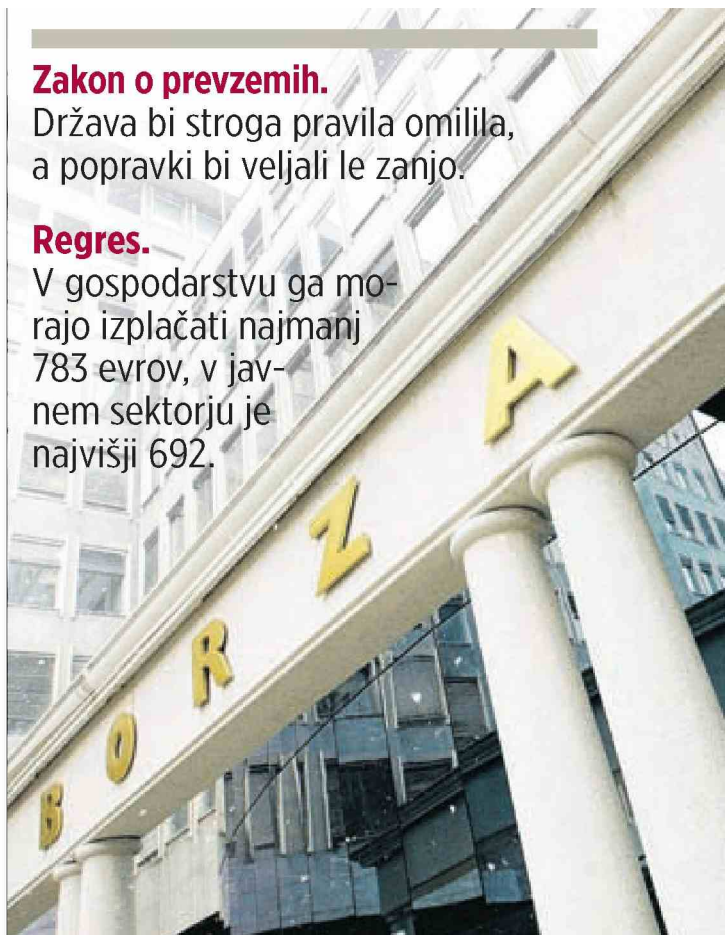 Zakon o prevzemih.
Država bi stroga pravila omilila,
a popravki bi veljali le zanjo.
Regres.
V gospodarstvu ga mo-
rajo izplačati najmanj
783 evrov, v jav-
nem sektorju je
najvišji 692.
BORZA